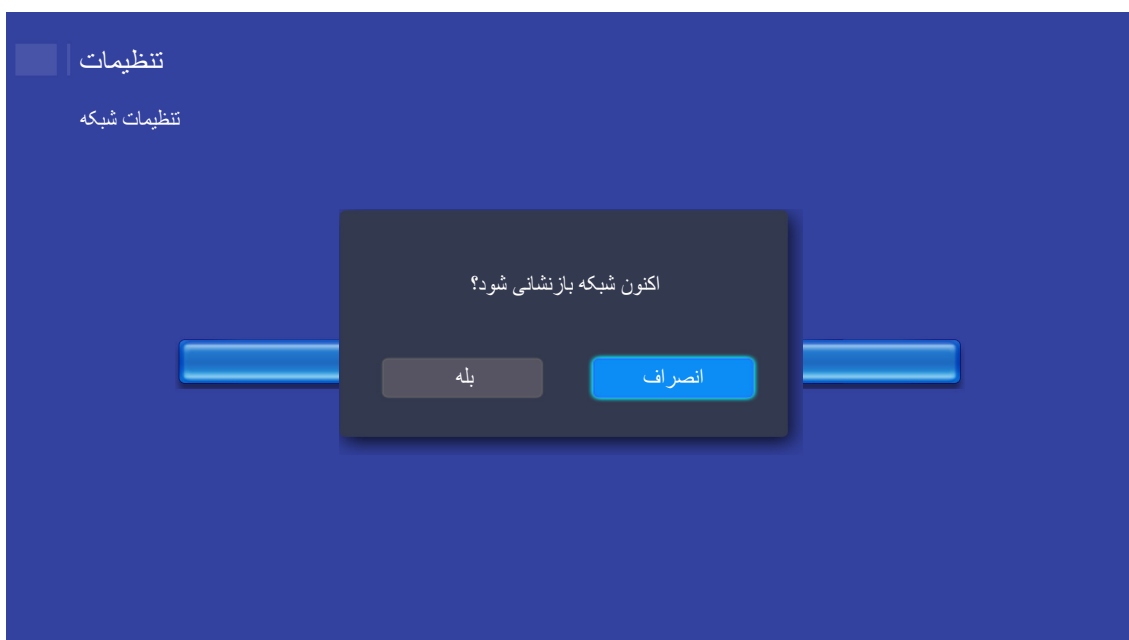 تنظیمات
تنظیمات شبکه
اکنون شبکه بازنشانی شود؟
انصراف
بله